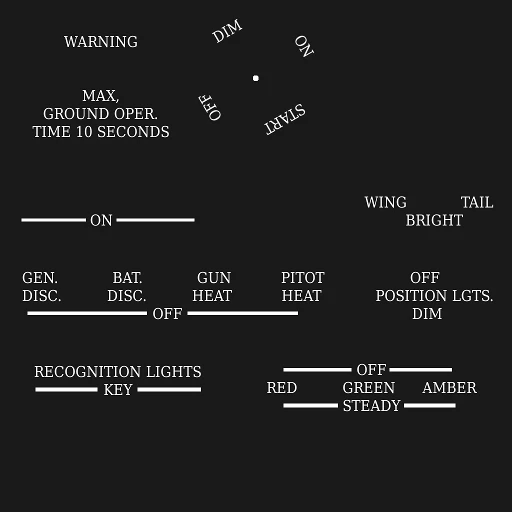 WARNING
MAX,
GROUND OPER.
TIME 10 SECONDS
DIM
ON
OFF
START
WING TAIL
BRIGHT
ON
GEN. BAT. GUN PITOT
DISC. DISC. HEAT HEAT
OFF
OFF
POSITION LGTS.
DIM
RECOGNITION LIGHTS
KEY
OFF
RED GREEN AMBER
STEADY